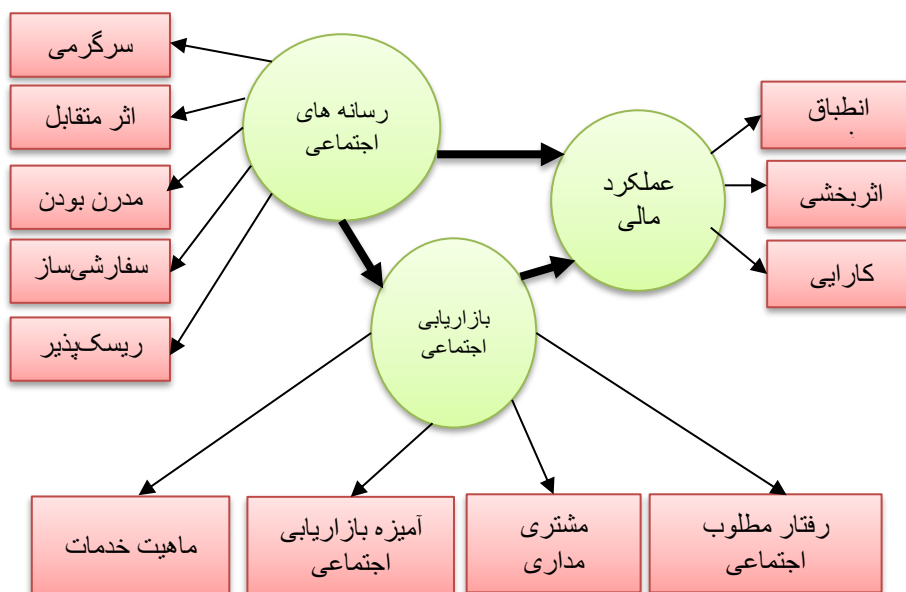 سرگرمی
اثر متقابل
مدرن بودن
سفارشی‌ساز
ریسک‌پذیر
رسانه های
اجتماعی
عملکرد
مالی
انطباق
اثربخشی
کارایی
بازاریابی
اجتماعی
رفتار مطلوب
اجتماعی
مشتری
مداری
آمیزه بازاریابی
اجتماعی
ماهیت خدمات